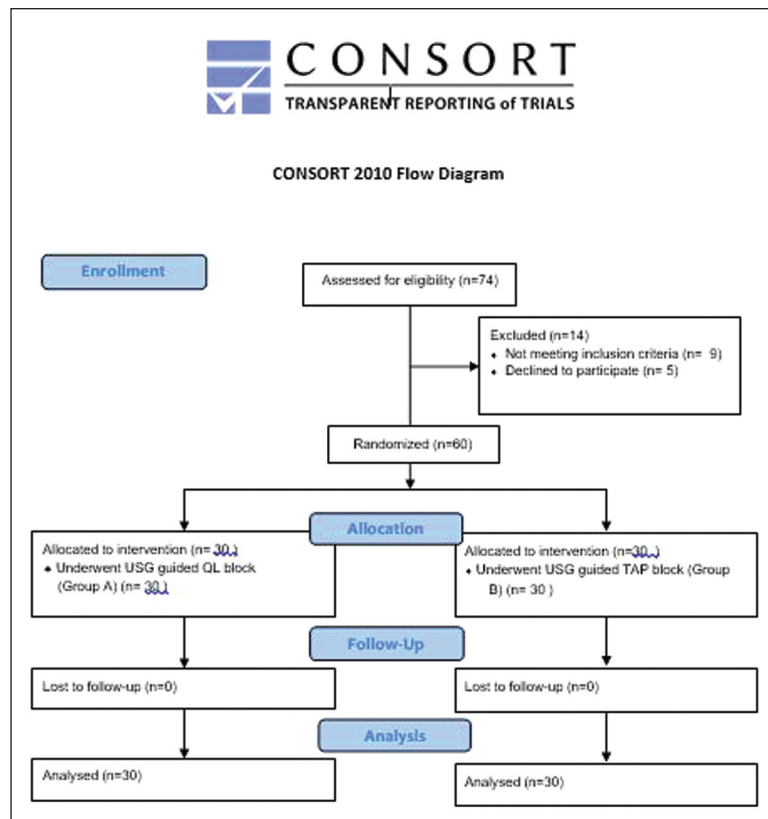 CONSORT
TRANSPARENT REPORTING of TRIALS
CONSORT 2010 Flow Diagram
Enrollment
Assessed for eligibility (n=74)
Excluded (n=14)
♦ Not meeting inclusion criteria (n= 9)
♦ Declined to participate (n= 5)
Randomized (n=60)
Allocation
Allocated to intervention (n= 30 )
♦ Underwent USG guided QL block
(Group A) (n= 30 )
Allocated to intervention (n=30 )
♦ Underwent USG guided TAP block (Group
B) (n= 30 )
Follow-Up
Lost to follow-up (n=0)
Lost to follow-up (n=0)
Analysis
Analysed (n=30)
Analysed (n=30)